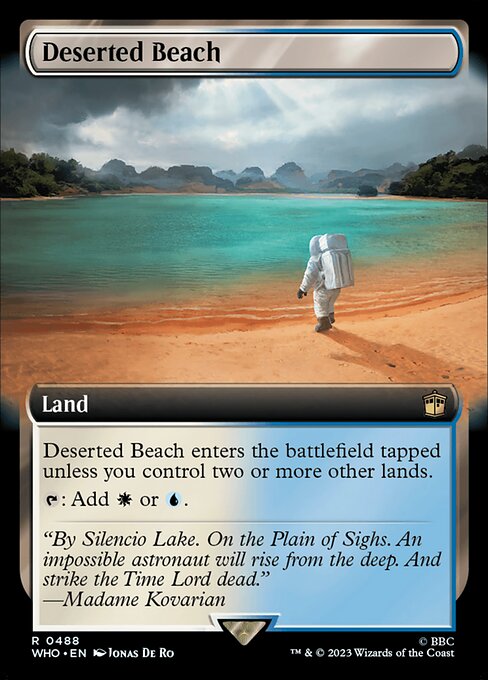 Deserted Beach
Land
Deserted Beach enters the battlefield tapped
unless you control two or more other lands.
: Add or .
“By Silencio Lake. On the Plain of Sighs. An
impossible astronaut will rise from the deep. And
strike the Time Lord dead.”
—Madame Kovarian
R 0488
WHO • EN Jonas De Ro
© BBC
™ & © 2023 Wizards of the Coast